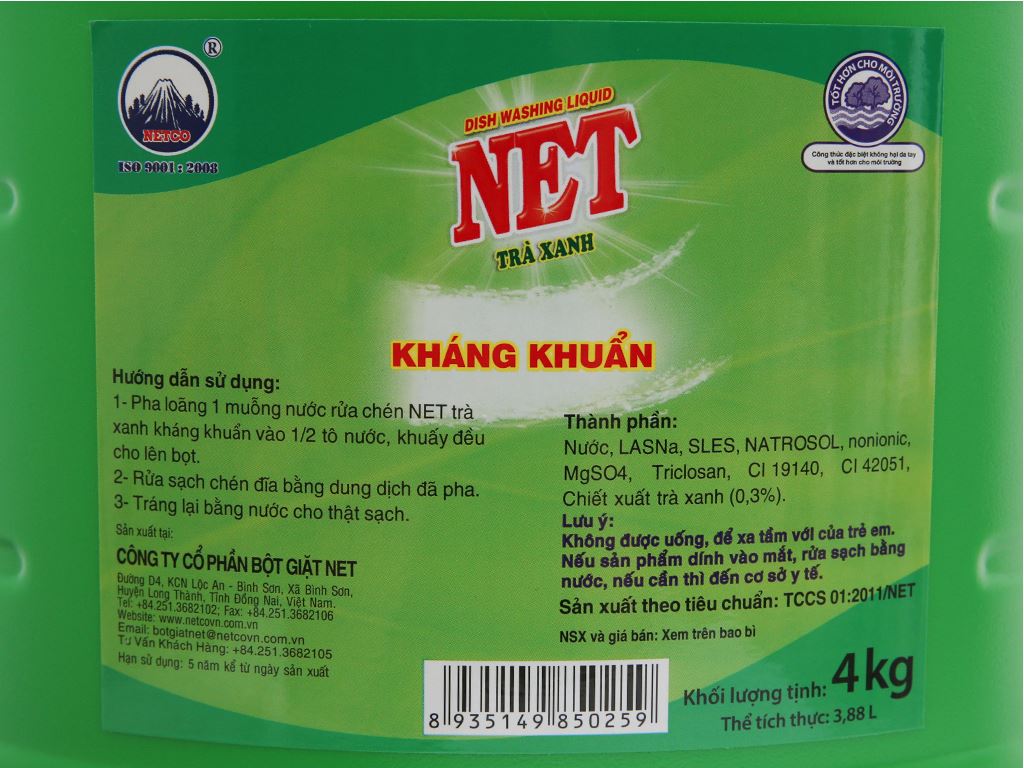 ®
NETCO
ISO 9001 : 2008
TỐT HƠN CHO MÔI TRƯỜNG
Công thức đặc biệt không hại da tay
và tốt hơn cho môi trường
DISH WASHING LIQUID
NET
TRÀ XANH
KHÁNG KHUẨN
Hướng dẫn sử dụng:
1- Pha loãng 1 muỗng nước rửa chén NET trà
xanh kháng khuẩn vào 1/2 tô nước, khuấy đều
cho lên bọt.
2- Rửa sạch chén đĩa bằng dung dịch đã pha.
3- Tráng lại bằng nước cho thật sạch.
Sản xuất tại:
CÔNG TY CỔ PHẦN BỘT GIẶT NET
Đường D4, KCN Lộc An - Bình Sơn, Xã Bình Sơn,
Huyện Long Thành, Tỉnh Đồng Nai, Việt Nam.
Tel: +84.251.3682102; Fax: +84.251.3682106
Website: www.netcovn.com.vn
Email: botgiatnet@netcovn.com.vn
Tư Vấn Khách Hàng: +84.251.3682105
Hạn sử dụng: 5 năm kể từ ngày sản xuất
Thành phần:
Nước, LASNa, SLES, NATROSOL, nonionic,
MgSO4, Triclosan, CI 19140, CI 42051,
Chiết xuất trà xanh (0,3%).
Lưu ý:
Không được uống, để xa tầm với của trẻ em.
Nếu sản phẩm dính vào mắt, rửa sạch bằng
nước, nếu cần thì đến cơ sở y tế.
Sản xuất theo tiêu chuẩn: TCCS 01:2011/NET
NSX và giá bán: Xem trên bao bì
8 935149 850259
Khối lượng tịnh: 4kg
Thể tích thực: 3,88 L